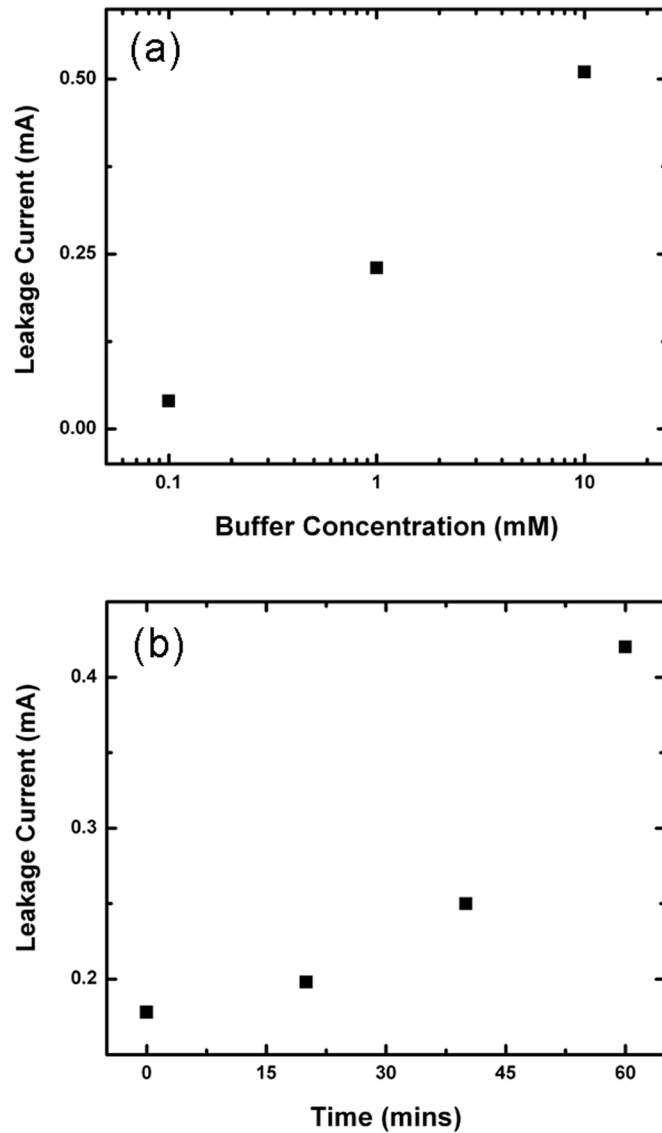 (a)
Leakage Current (mA)
0.50
0.25
0.00
0.1 1 10
Buffer Concentration (mM)
(b)
Leakage Current (mA)
0.4
0.3
0.2
0 15 30 45 60
Time (mins)